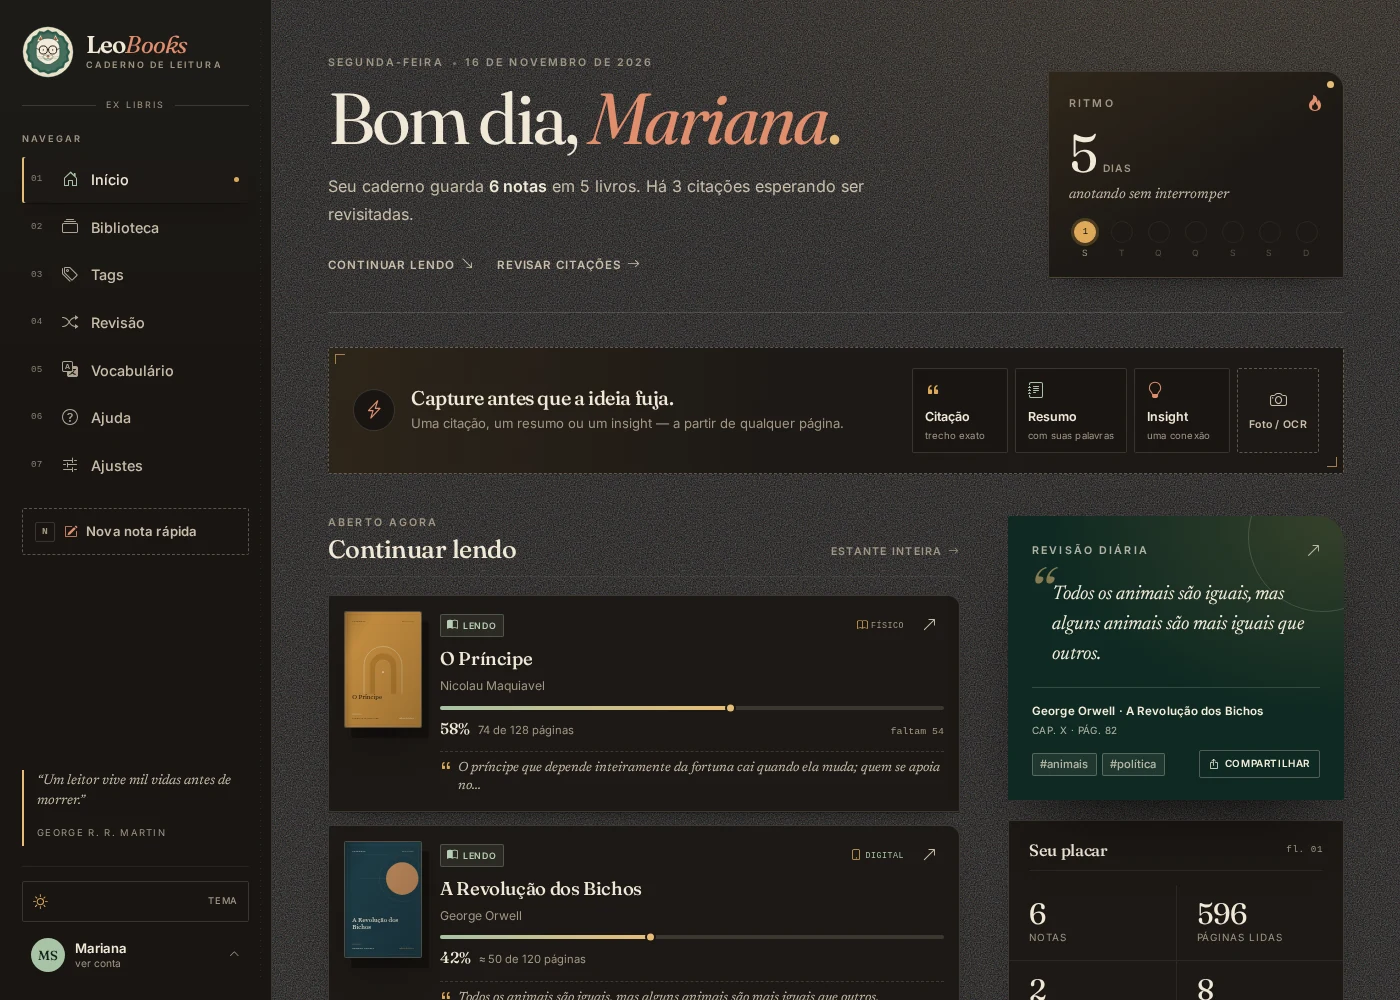 LeoBooks
CADERNO DE LEITURA
EX LIBRIS
NAVEGAR
01 Início
02 Biblioteca
03 Tags
04 Revisão
05 Vocabulário
06 Ajuda
07 Ajustes
N Nova nota rápida
“Um leitor vive mil vidas antes de
morrer.”
GEORGE R. R. MARTIN
TEMA
MS Mariana
ver conta
SEGUNDA-FEIRA • 16 DE NOVEMBRO DE 2026
Bom dia, Mariana.
Seu caderno guarda 6 notas em 5 livros. Há 3 citações esperando ser
revisitadas.
CONTINUAR LENDO ↘ REVISAR CITAÇÕES →
RITMO
5 DIAS
anotando sem interromper
1
S T Q Q S S D
Capture antes que a ideia fuja.
Uma citação, um resumo ou um insight — a partir de qualquer página.
“
Citação
trecho exato
Resumo
com suas palavras
Insight
uma conexão
Foto / OCR
ABERTO AGORA
Continuar lendo
ESTANTE INTEIRA →
LENDO
FÍSICO
O Príncipe
O Príncipe
Nicolau Maquiavel
58% 74 de 128 páginas
faltam 54
“ O príncipe que depende inteiramente da fortuna cai quando ela muda; quem se apoia
no…
LENDO
DIGITAL
A Revolução dos
Bichos
A Revolução dos Bichos
George Orwell
42% ≈ 50 de 120 páginas
“ Todos os animais são iguais, mas alguns animais são mais iguais que outros.
REVISÃO DIÁRIA
“
Todos os animais são iguais, mas
alguns animais são mais iguais que
outros.
George Orwell · A Revolução dos Bichos
CAP. X · PÁG. 82
#animais #política
COMPARTILHAR
Seu placar
fl. 01
6
NOTAS
596
PÁGINAS LIDAS
2
8